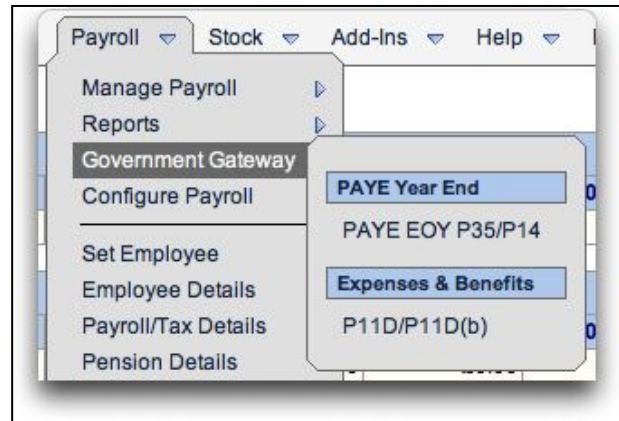 Payroll Stock Add-Ins Help
Manage Payroll
Reports
Government Gateway
Configure Payroll
Set Employee
Employee Details
Payroll/Tax Details
Pension Details
PAYE Year End
PAYE EOY P35/P14
Expenses & Benefits
P11D/P11D(b)